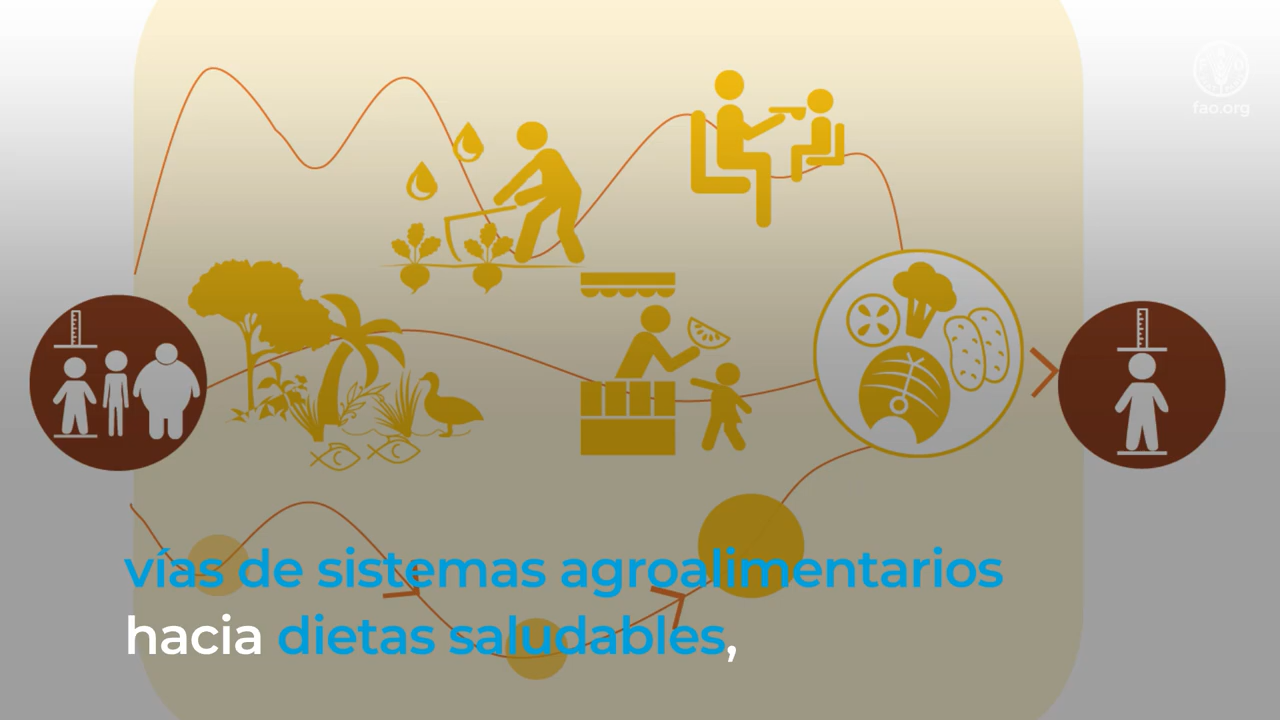 fao.org
vías de sistemas agroalimentarios
hacia dietas saludables,